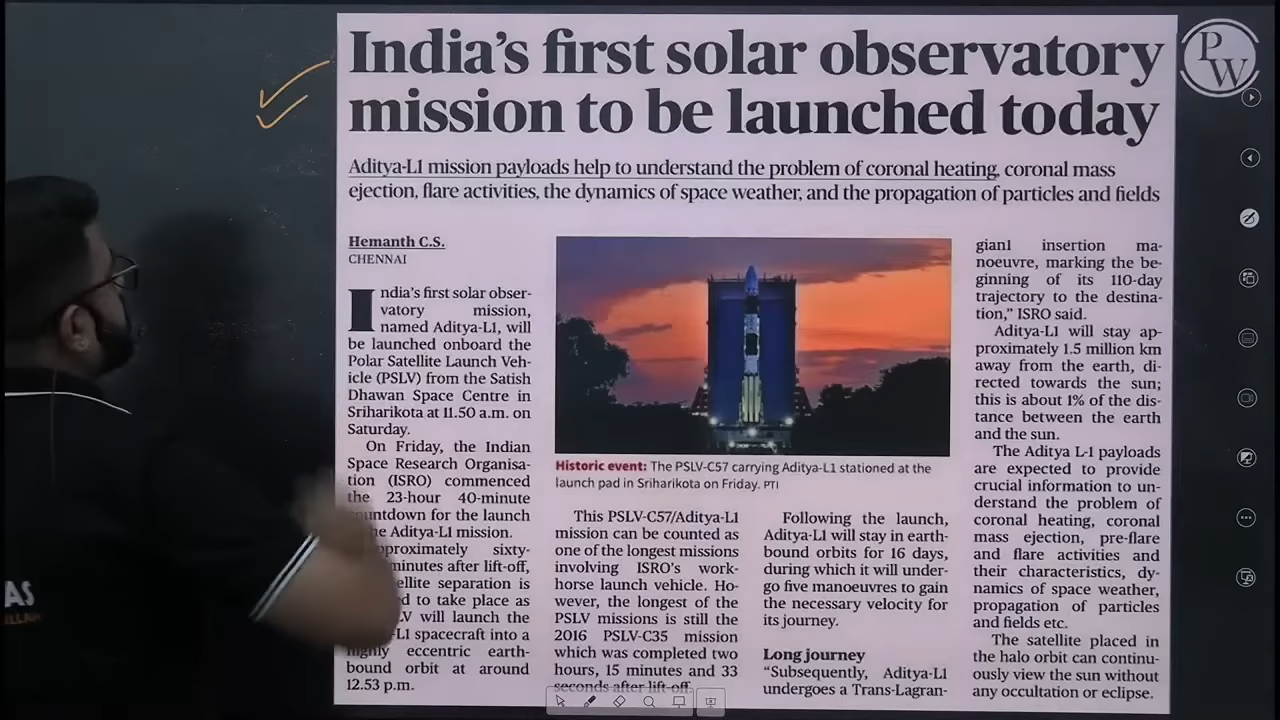 India's first solar observatory
mission to be launched today
Aditya-L1 mission payloads help to understand the problem of coronal heating, coronal mass
ejection, flare activities, the dynamics of space weather, and the propagation of particles and fields
Hemanth C.S.
CHENNAI
India's first solar obser-
vatory mission,
named Aditya-L1, will
be launched onboard the
Polar Satellite Launch Veh-
icle (PSLV) from the Satish
Dhawan Space Centre in
Sriharikota at 11.50 a.m. on
Saturday.
On Friday, the Indian
Space Research Organisa-
tion (ISRO) commenced
the 23-hour 40-minute
countdown for the launch
the Aditya-L1 mission.
pproximately sixty-
minutes after lift-off,
ellite separation is
d to take place as
LV will launch the
-L1 spacecraft into a
highly eccentric earth-
bound orbit at around
12.53 p.m.
Historic event: The PSLV-C57 carrying Aditya-L1 stationed at the
launch pad in Sriharikota on Friday. PTI
This PSLV-C57/Aditya-L1
mission can be counted as
one of the longest missions
involving ISRO's work-
horse launch vehicle. Ho-
wever, the longest of the
PSLV missions is still the
2016 PSLV-C35 mission
which was completed two
hours, 15 minutes and 33
seconds after lift-off.
Following the launch,
Aditya-L1 will stay in earth-
bound orbits for 16 days,
during which it will under-
go five manoeuvres to gain
the necessary velocity for
its journey.
Long journey
"Subsequently, Aditya-L1
undergoes a Trans-Lagran-
gian1 insertion ma-
noeuvre, marking the be-
ginning of its 110-day
trajectory to the destina-
tion," ISRO said.
Aditya-L1 will stay ap-
proximately 1.5 million km
away from the earth, di-
rected towards the sun;
this is about 1% of the dis-
tance between the earth
and the sun.
The Aditya L-1 payloads
are expected to provide
crucial information to un-
derstand the problem of
coronal heating, coronal
mass ejection, pre-flare
and flare activities and
their characteristics, dy-
namics of space weather,
propagation of particles
and fields etc.
The satellite placed in
the halo orbit can continu-
ously view the sun without
any occultation or eclipse.
PW
AS